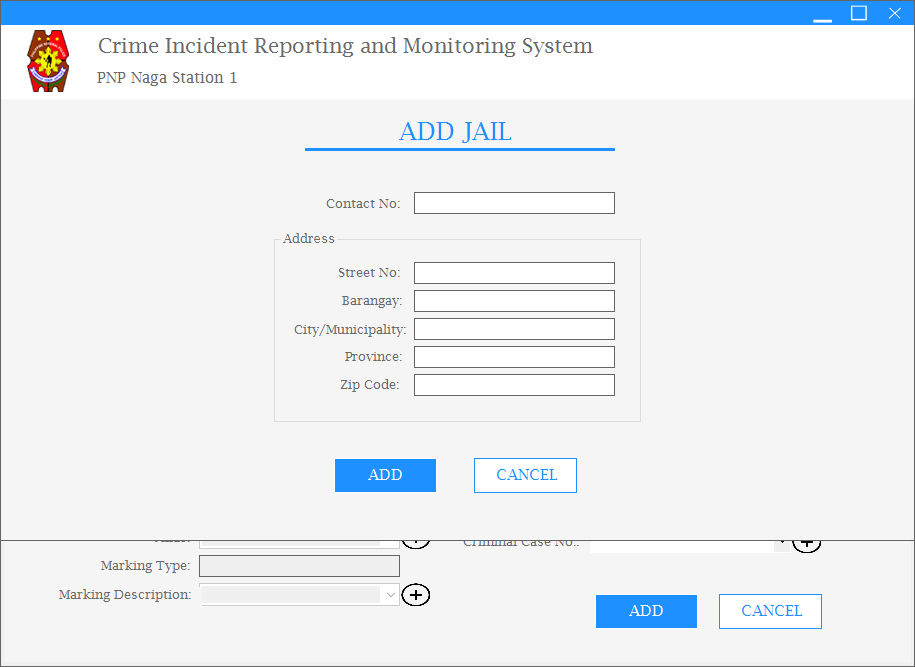 Crime Incident Reporting and Monitoring System
PNP Naga Station 1
ADD JAIL
Contact No:
Address
Street No:
Barangay:
City/Municipality:
Province:
Zip Code:
ADD CANCEL
Criminal Case No.:
Marking Type:
Marking Description:
ADD CANCEL